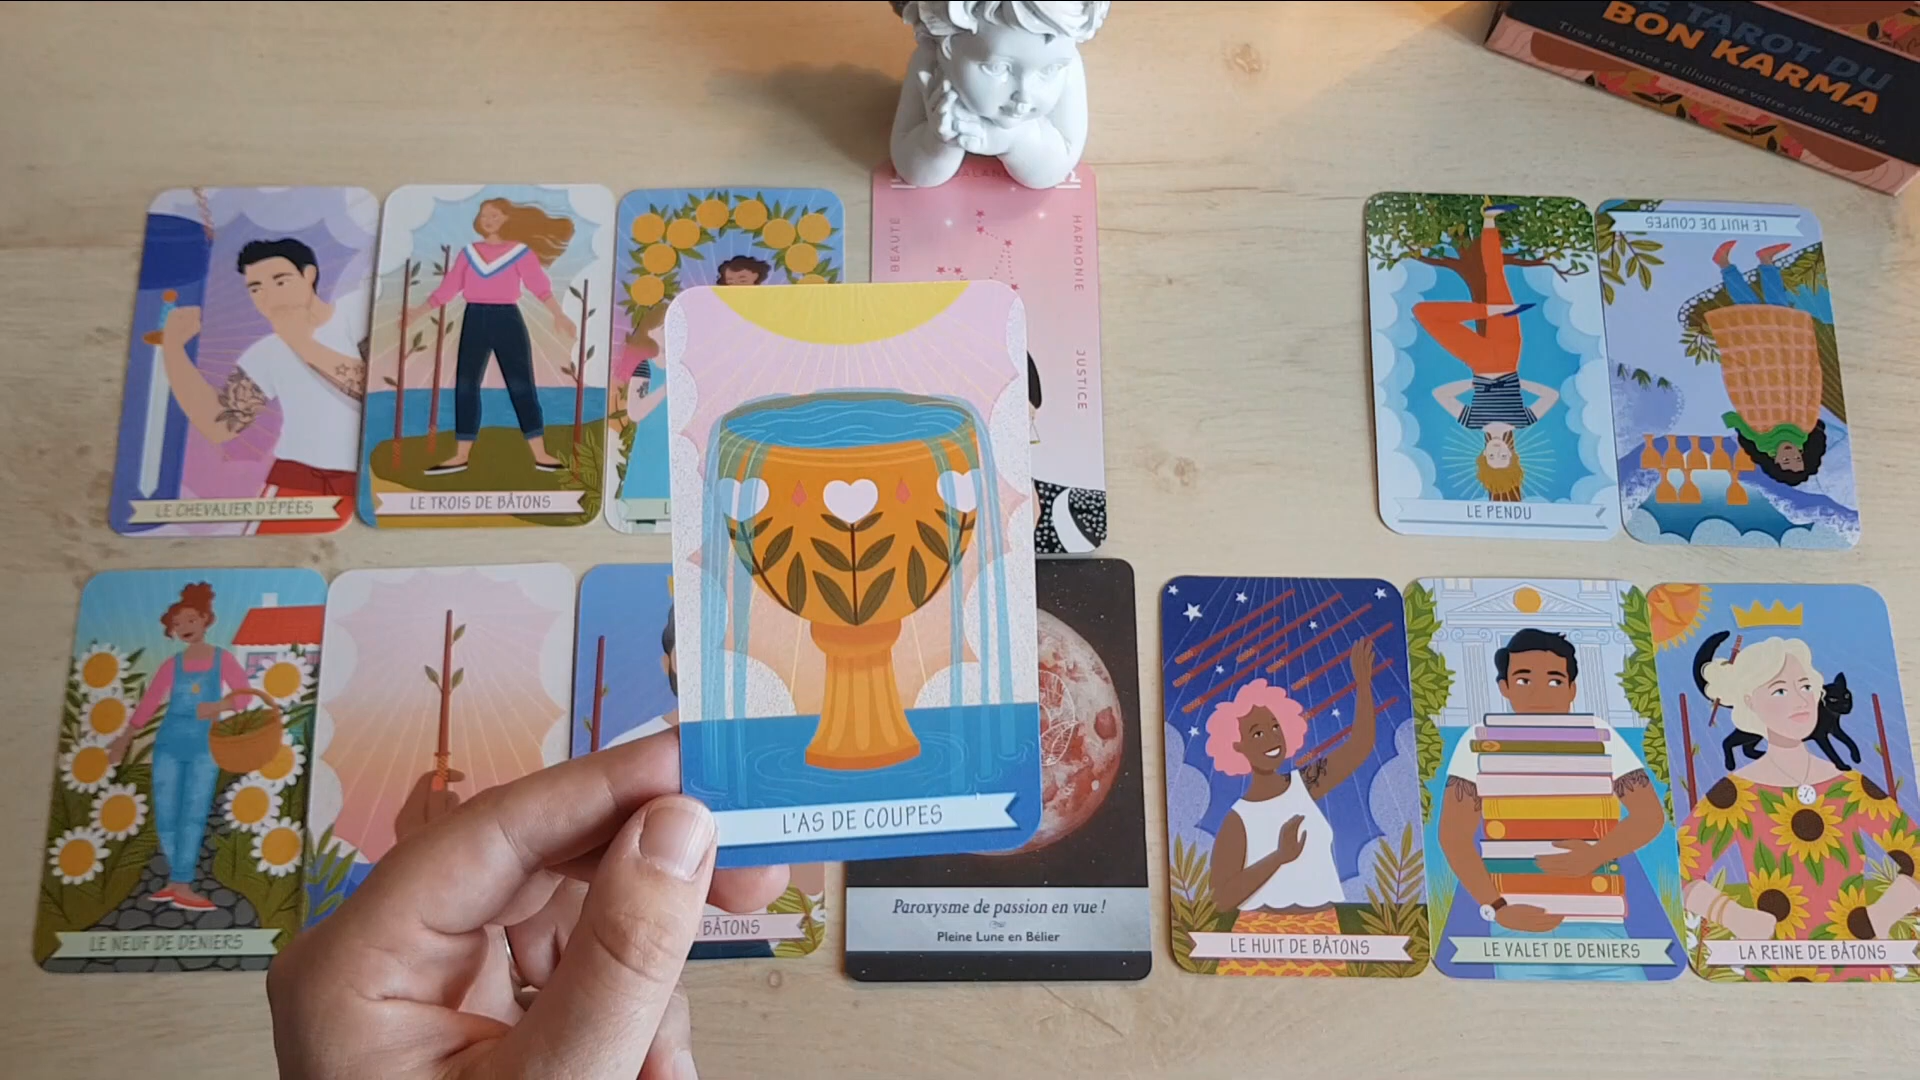 LE TAROT DU
BON KARMA
Tirez les cartes et illuminez votre chemin de vie
BALANCE
BEAUTÉ
HARMONIE
JUSTICE
LE CHEVALIER D'ÉPÉES
LE TROIS DE BÂTONS
L
LE PENDU
LE HUIT DE COUPES
L'AS DE COUPES
LE NEUF DE DENIERS
BÂTONS
Paroxysme de passion en vue !
Pleine Lune en Bélier
LE HUIT DE BÂTONS
LE VALET DE DENIERS
LA REINE DE BÂTONS